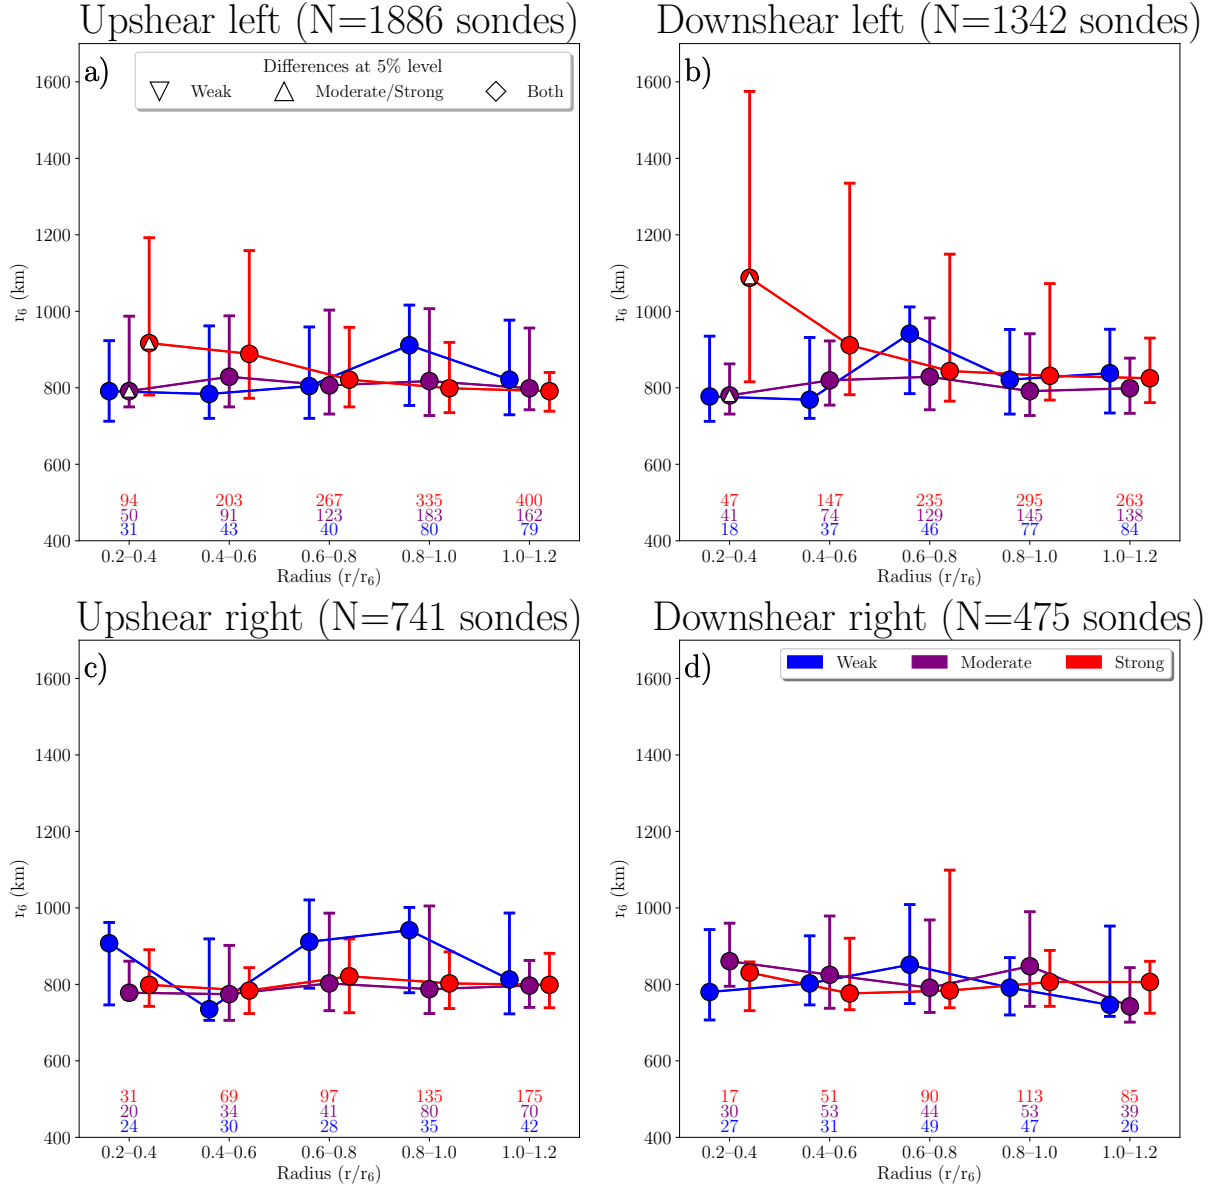 Upshear left (N=1886 sondes)
a)
Differences at 5% level
Weak Moderate/Strong Both
1600
1400
1200
1000
800
600
400
r6 (km)
94 203 267 335 400
50 91 123 183 162
31 43 40 80 79
0.2–0.4 0.4–0.6 0.6–0.8 0.8–1.0 1.0–1.2
Radius (r/r6)
Downshear left (N=1342 sondes)
b)
1600
1400
1200
1000
800
600
400
r6 (km)
47 147 235 295 263
41 74 129 145 138
18 37 46 77 84
0.2–0.4 0.4–0.6 0.6–0.8 0.8–1.0 1.0–1.2
Radius (r/r6)
Upshear right (N=741 sondes)
c)
1600
1400
1200
1000
800
600
400
r6 (km)
31 69 97 135 175
20 34 41 80 70
24 30 28 35 42
0.2–0.4 0.4–0.6 0.6–0.8 0.8–1.0 1.0–1.2
Radius (r/r6)
Downshear right (N=475 sondes)
d)
Weak Moderate Strong
1600
1400
1200
1000
800
600
400
r6 (km)
17 51 90 113 85
30 53 44 53 39
27 31 49 47 26
0.2–0.4 0.4–0.6 0.6–0.8 0.8–1.0 1.0–1.2
Radius (r/r6)